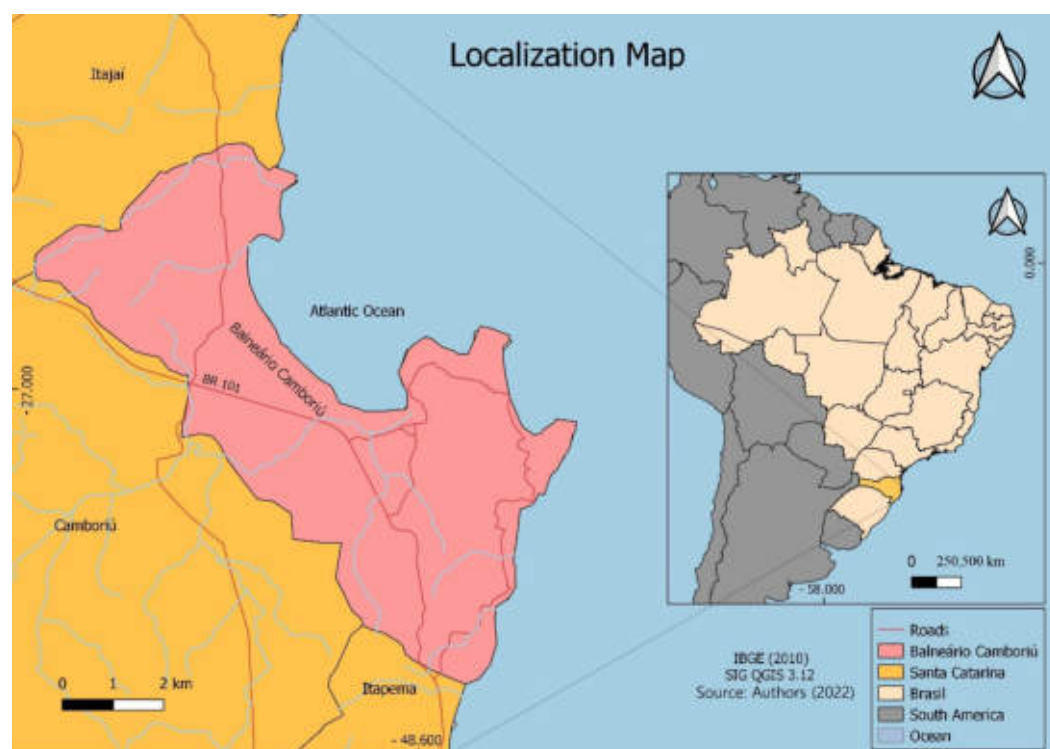 Localization Map
Itajaí
Atlantic Ocean
Balneário Camboriú
BR 101
- 27.000
Camboriú
Itapema
0 1 2 km
- 48.600
0.000
0 250,500 km
- 58.000
IBGE (2010)
SIG QGIS 3.12
Source: Authors (2022)
Roads
Balneário Camboriú
Santa Catarina
Brasil
South America
Ocean